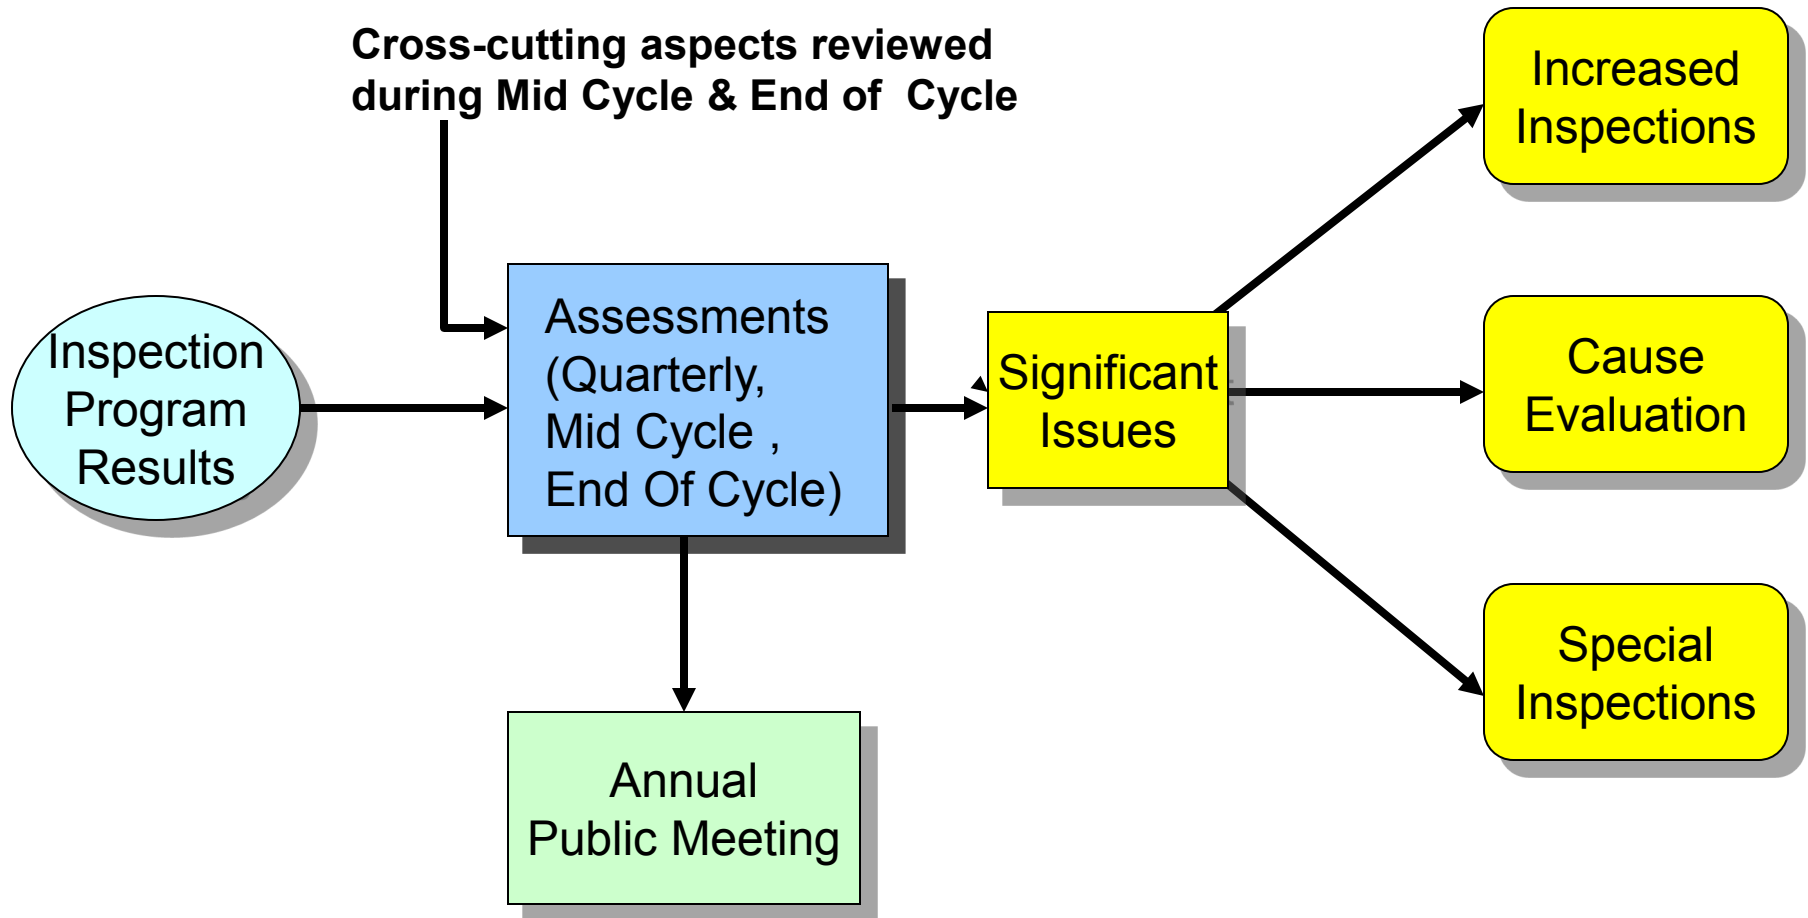 Cross-cutting aspects reviewed
during Mid Cycle & End of  Cycle
Inspection
Program
Results
Assessments
(Quarterly,
Mid Cycle ,
End Of Cycle)
Significant
Issues
Increased
Inspections
Cause
Evaluation
Special
Inspections
Annual
Public Meeting